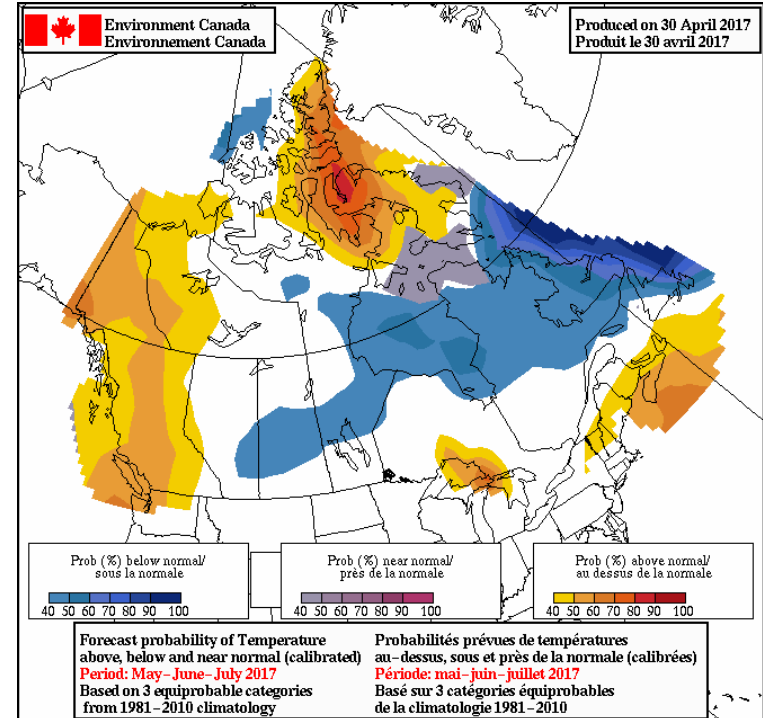 Environment Canada
Environnement Canada
Produced on 30 April 2017
Produit le 30 avril 2017
Prob (%) below normal/
sous la normale
40 50 60 70 80 90 100
Prob (%) near normal/
près de la normale
40 50 60 70 80 90 100
Prob (%) above normal/
au dessus de la normale
40 50 60 70 80 90 100
Forecast probability of Temperature
above, below and near normal (calibrated)
Period: May-June-July 2017
Based on 3 equiprobable categories
from 1981-2010 climatology
Probabilités prévues de températures
au-dessus, sous et près de la normale (calibrées)
Période: mai-juin-juillet 2017
Basé sur 3 catégories équiprobables
de la climatologie 1981-2010